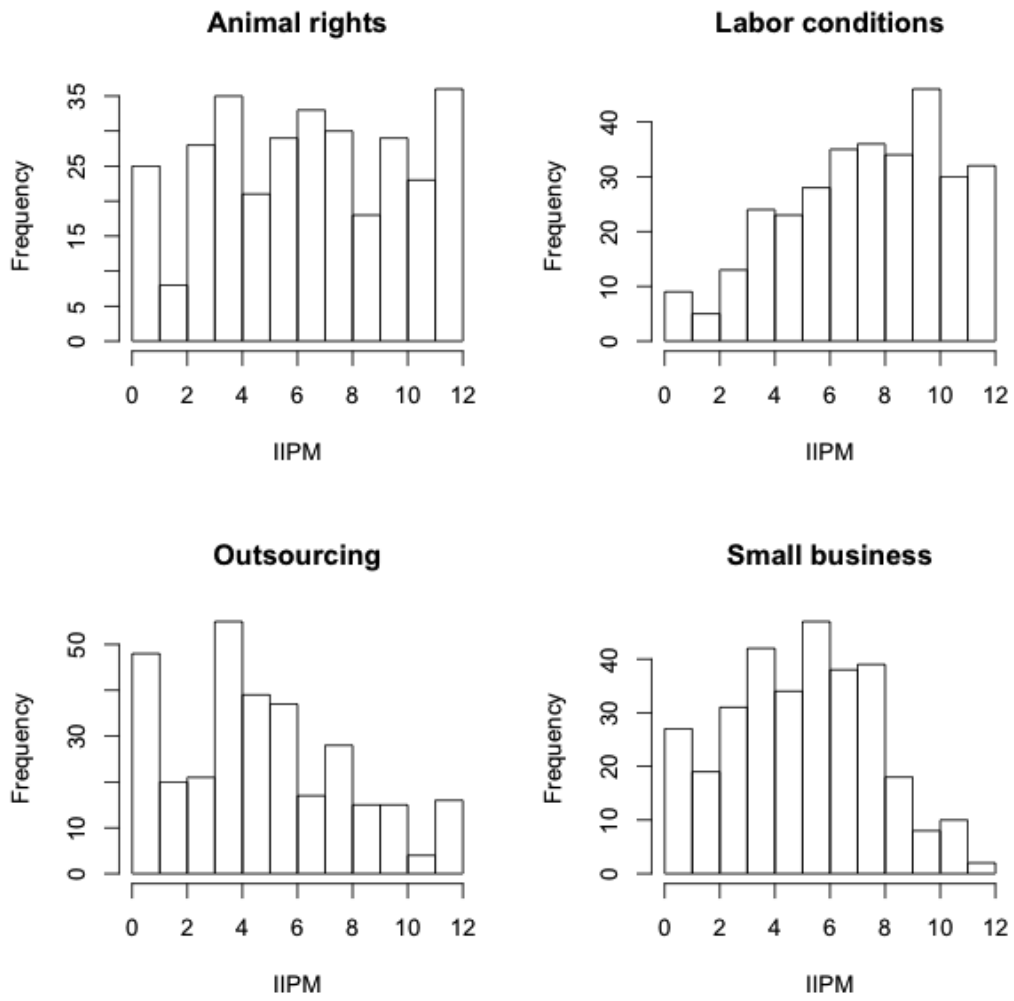 Animal rights
Frequency
0 5 15 25 35
0 2 4 6 8 10 12
IIPM
Labor conditions
Frequency
0 10 20 30 40
0 2 4 6 8 10 12
IIPM
Outsourcing
Frequency
0 10 30 50
0 2 4 6 8 10 12
IIPM
Small business
Frequency
0 10 20 30 40
0 2 4 6 8 10 12
IIPM